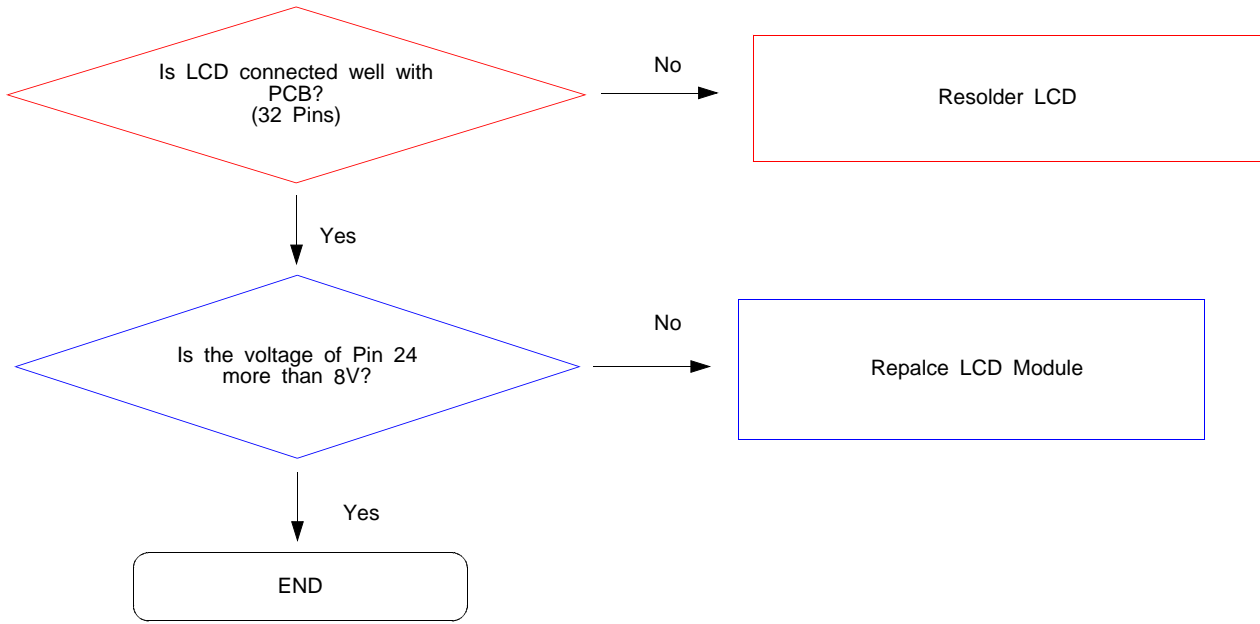 Is LCD connected well with
PCB?
(32 Pins)
No
Resolder LCD
Yes
Is the voltage of Pin 24
more than 8V?
No
Repalce LCD Module
Yes
END